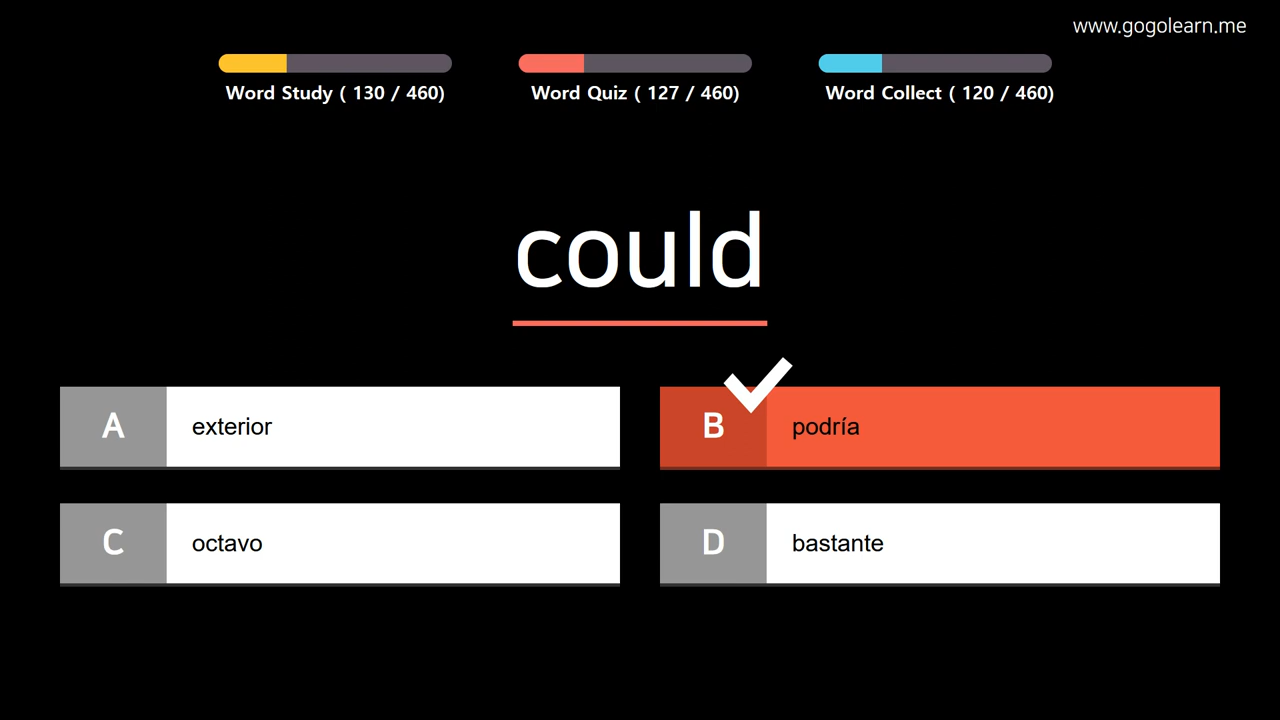 www.gogolearn.me
Word Study ( 130 / 460)
Word Quiz ( 127 / 460)
Word Collect ( 120 / 460)
could
A exterior
B podría
C octavo
D bastante